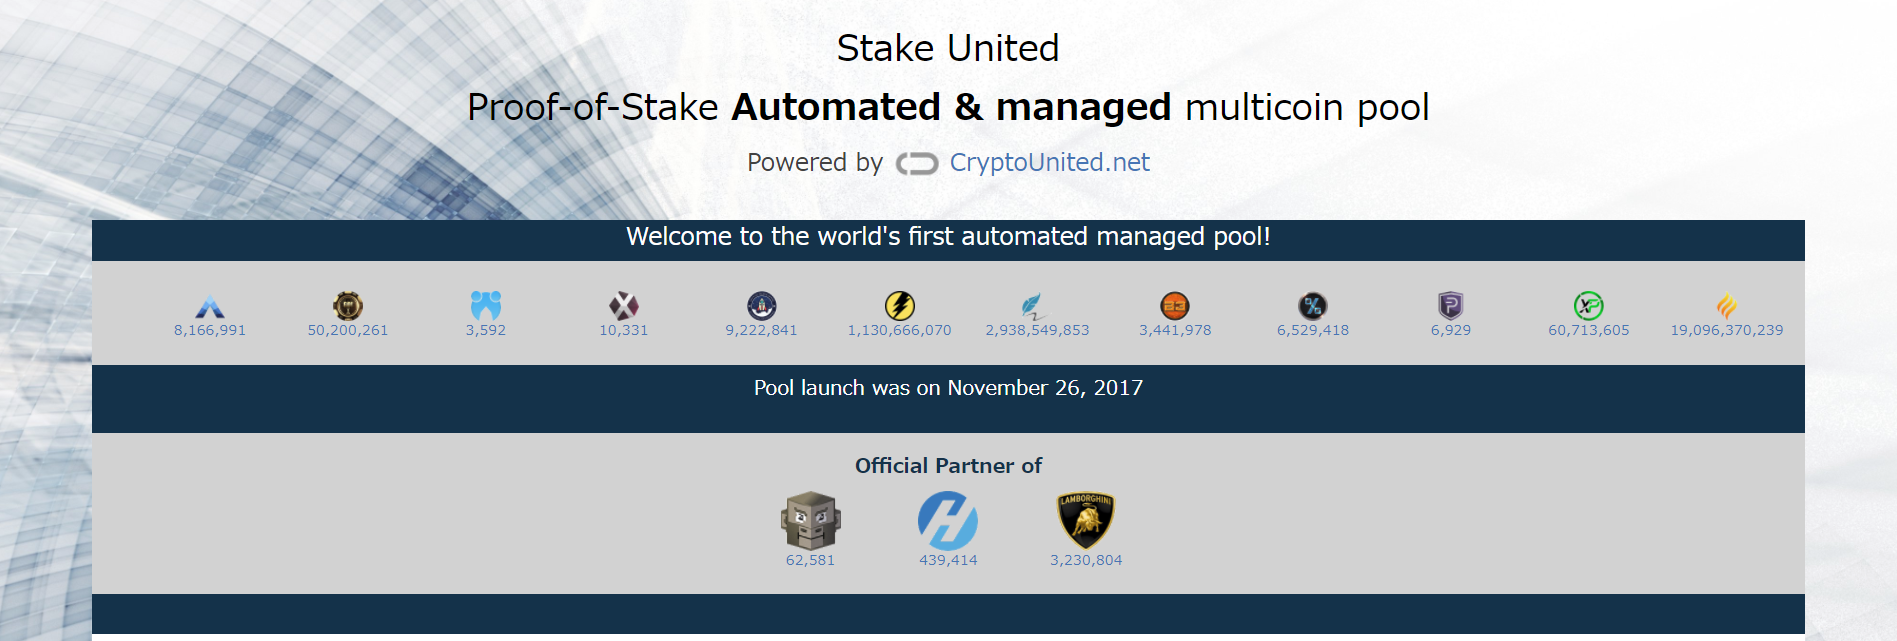 Stake United
Proof-of-Stake Automated & managed multicoin pool
Powered by CryptoUnited.net
Welcome to the world's first automated managed pool!
8,166,991 50,200,261 3,592 10,331 9,222,841 1,130,666,070 2,938,549,853 3,441,978 6,529,418 6,929 60,713,605 19,096,370,239
Pool launch was on November 26, 2017
Official Partner of
LAMBORGHINI
62,581 439,414 3,230,804